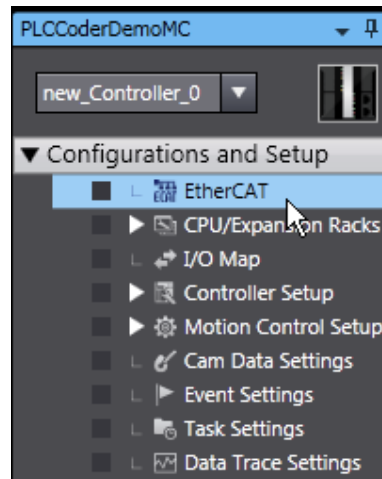 PLCCoderDemoMC
new_Controller_0
Configurations and Setup
EtherCAT
CPU/Expansion Racks
I/O Map
Controller Setup
Motion Control Setup
Cam Data Settings
Event Settings
Task Settings
Data Trace Settings